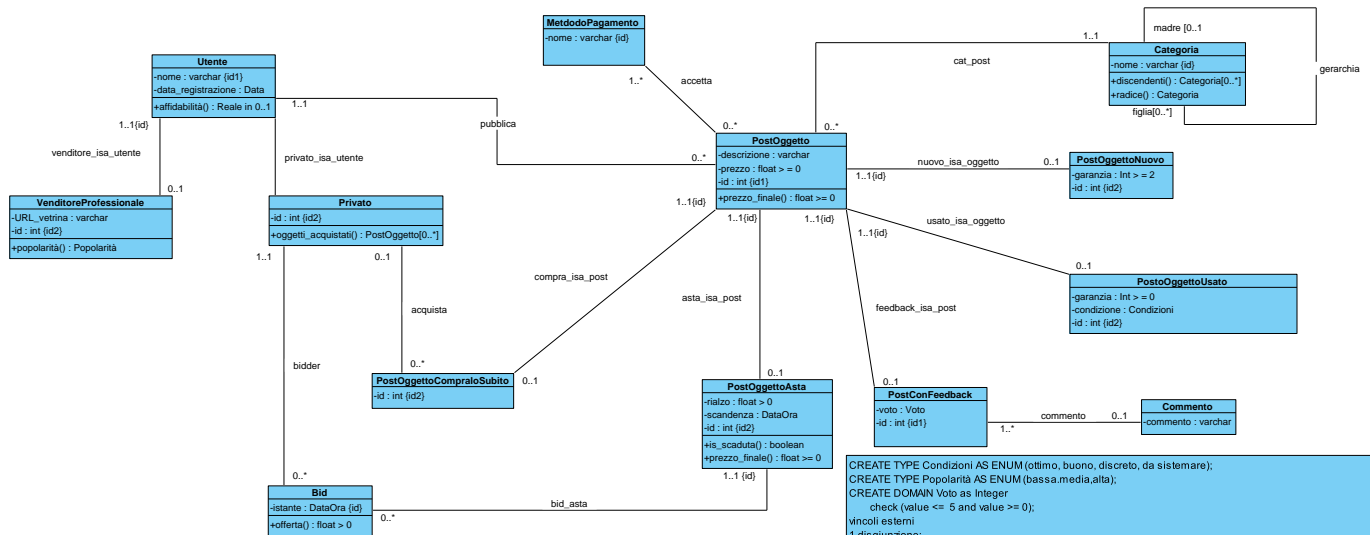 madre [0..1
MetdodoPagamento
-nome : varchar {id}
1..1
cat_post
Categoria
-nome : varchar {id}
+discendenti() : Categoria[0..*]
+radice() : Categoria
gerarchia
figlia[0..*]
Utente
-nome : varchar {id1}
-data_registrazione : Data
+affidabilità() : Reale in 0..1
1..1
1..*
accetta
0..*
0..*
1..1{id}
pubblica
0..*
venditore_isa_utente
privato_isa_utente
0..1
PostOggetto
-descrizione : varchar
-prezzo : float > = 0
-id : int {id1}
+prezzo_finale() : float >= 0
nuovo_isa_oggetto
0..1
1..1{id}
PostOggettoNuovo
-garanzia : Int > = 2
-id : int {id2}
VenditoreProfessionale
-URL_vetrina : varchar
-id : int {id2}
+popolarità() : Popolarità
Privato
-id : int {id2}
+oggetti_acquistati() : PostOggetto[0..*]
1..1{id}
1..1{id}
1..1{id}
1..1{id}
usato_isa_oggetto
0..1
1..1
0..1
compra_isa_post
asta_isa_post
feedback_isa_post
PostoOggettoUsato
-garanzia : Int > = 0
-condizione : Condizioni
-id : int {id2}
acquista
bidder
0..*
0..1
PostOggettoCompraloSubito
-id : int {id2}
0..1
PostOggettoAsta
-rialzo : float > 0
-scandenza : DataOra
-id : int {id2}
+is_scaduta() : boolean
+prezzo_finale() : float >= 0
0..1
PostConFeedback
-voto : Voto
-id : int {id1}
commento
1..*
0..1
Commento
-commento : varchar
1..1 {id}
0..*
Bid
-istante : DataOra {id}
+offerta() : float > 0
0..*
bid_asta
CREATE TYPE Condizioni AS ENUM (ottimo, buono, discreto, da sistemare);
CREATE TYPE Popolarità AS ENUM (bassa.media,alta);
CREATE DOMAIN Voto as Integer
check (value <= 5 and value >= 0);
vincoli esterni
1.disgiunzione: